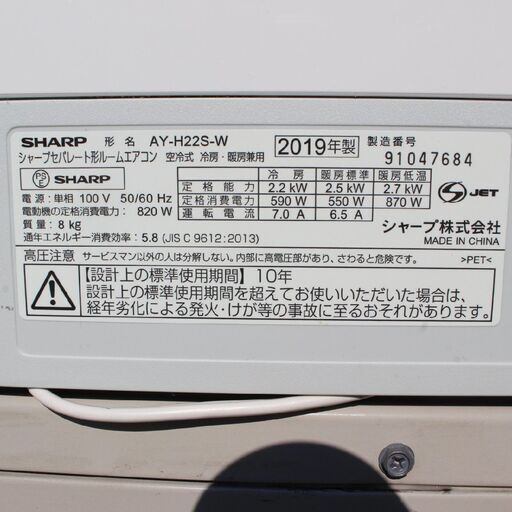 SHARP 形名 AY-H22S-W 2019年製 製造番号
シャープセパレート形ルームエアコン 空冷式 冷房・暖房兼用 91047684
PS E SHARP
電源：単相 100 V 50/60 Hz
電動機の定格消費電力： 820 W
質量：8 kg
冷房 暖房標準 暖房低温
能力 2.2 kW 2.5 kW 2.7 kW
定格消費電力 590 W 550 W 870 W
運転電流 7.0 A 6.5 A
S JET
通年エネルギー消費効率： 5.8 (JIS C 9612:2013)
シャープ株式会社
MADE IN CHINA
高圧注意 サービスマン以外の人は分解しない。内部に高電圧部があり、さわると危険です。 >PET<
【設計上の標準使用期間】10年
設計上の標準使用期間を超えてお使いいただいた場合は、
経年劣化による発火・けが等の事故に至るおそれがあります。